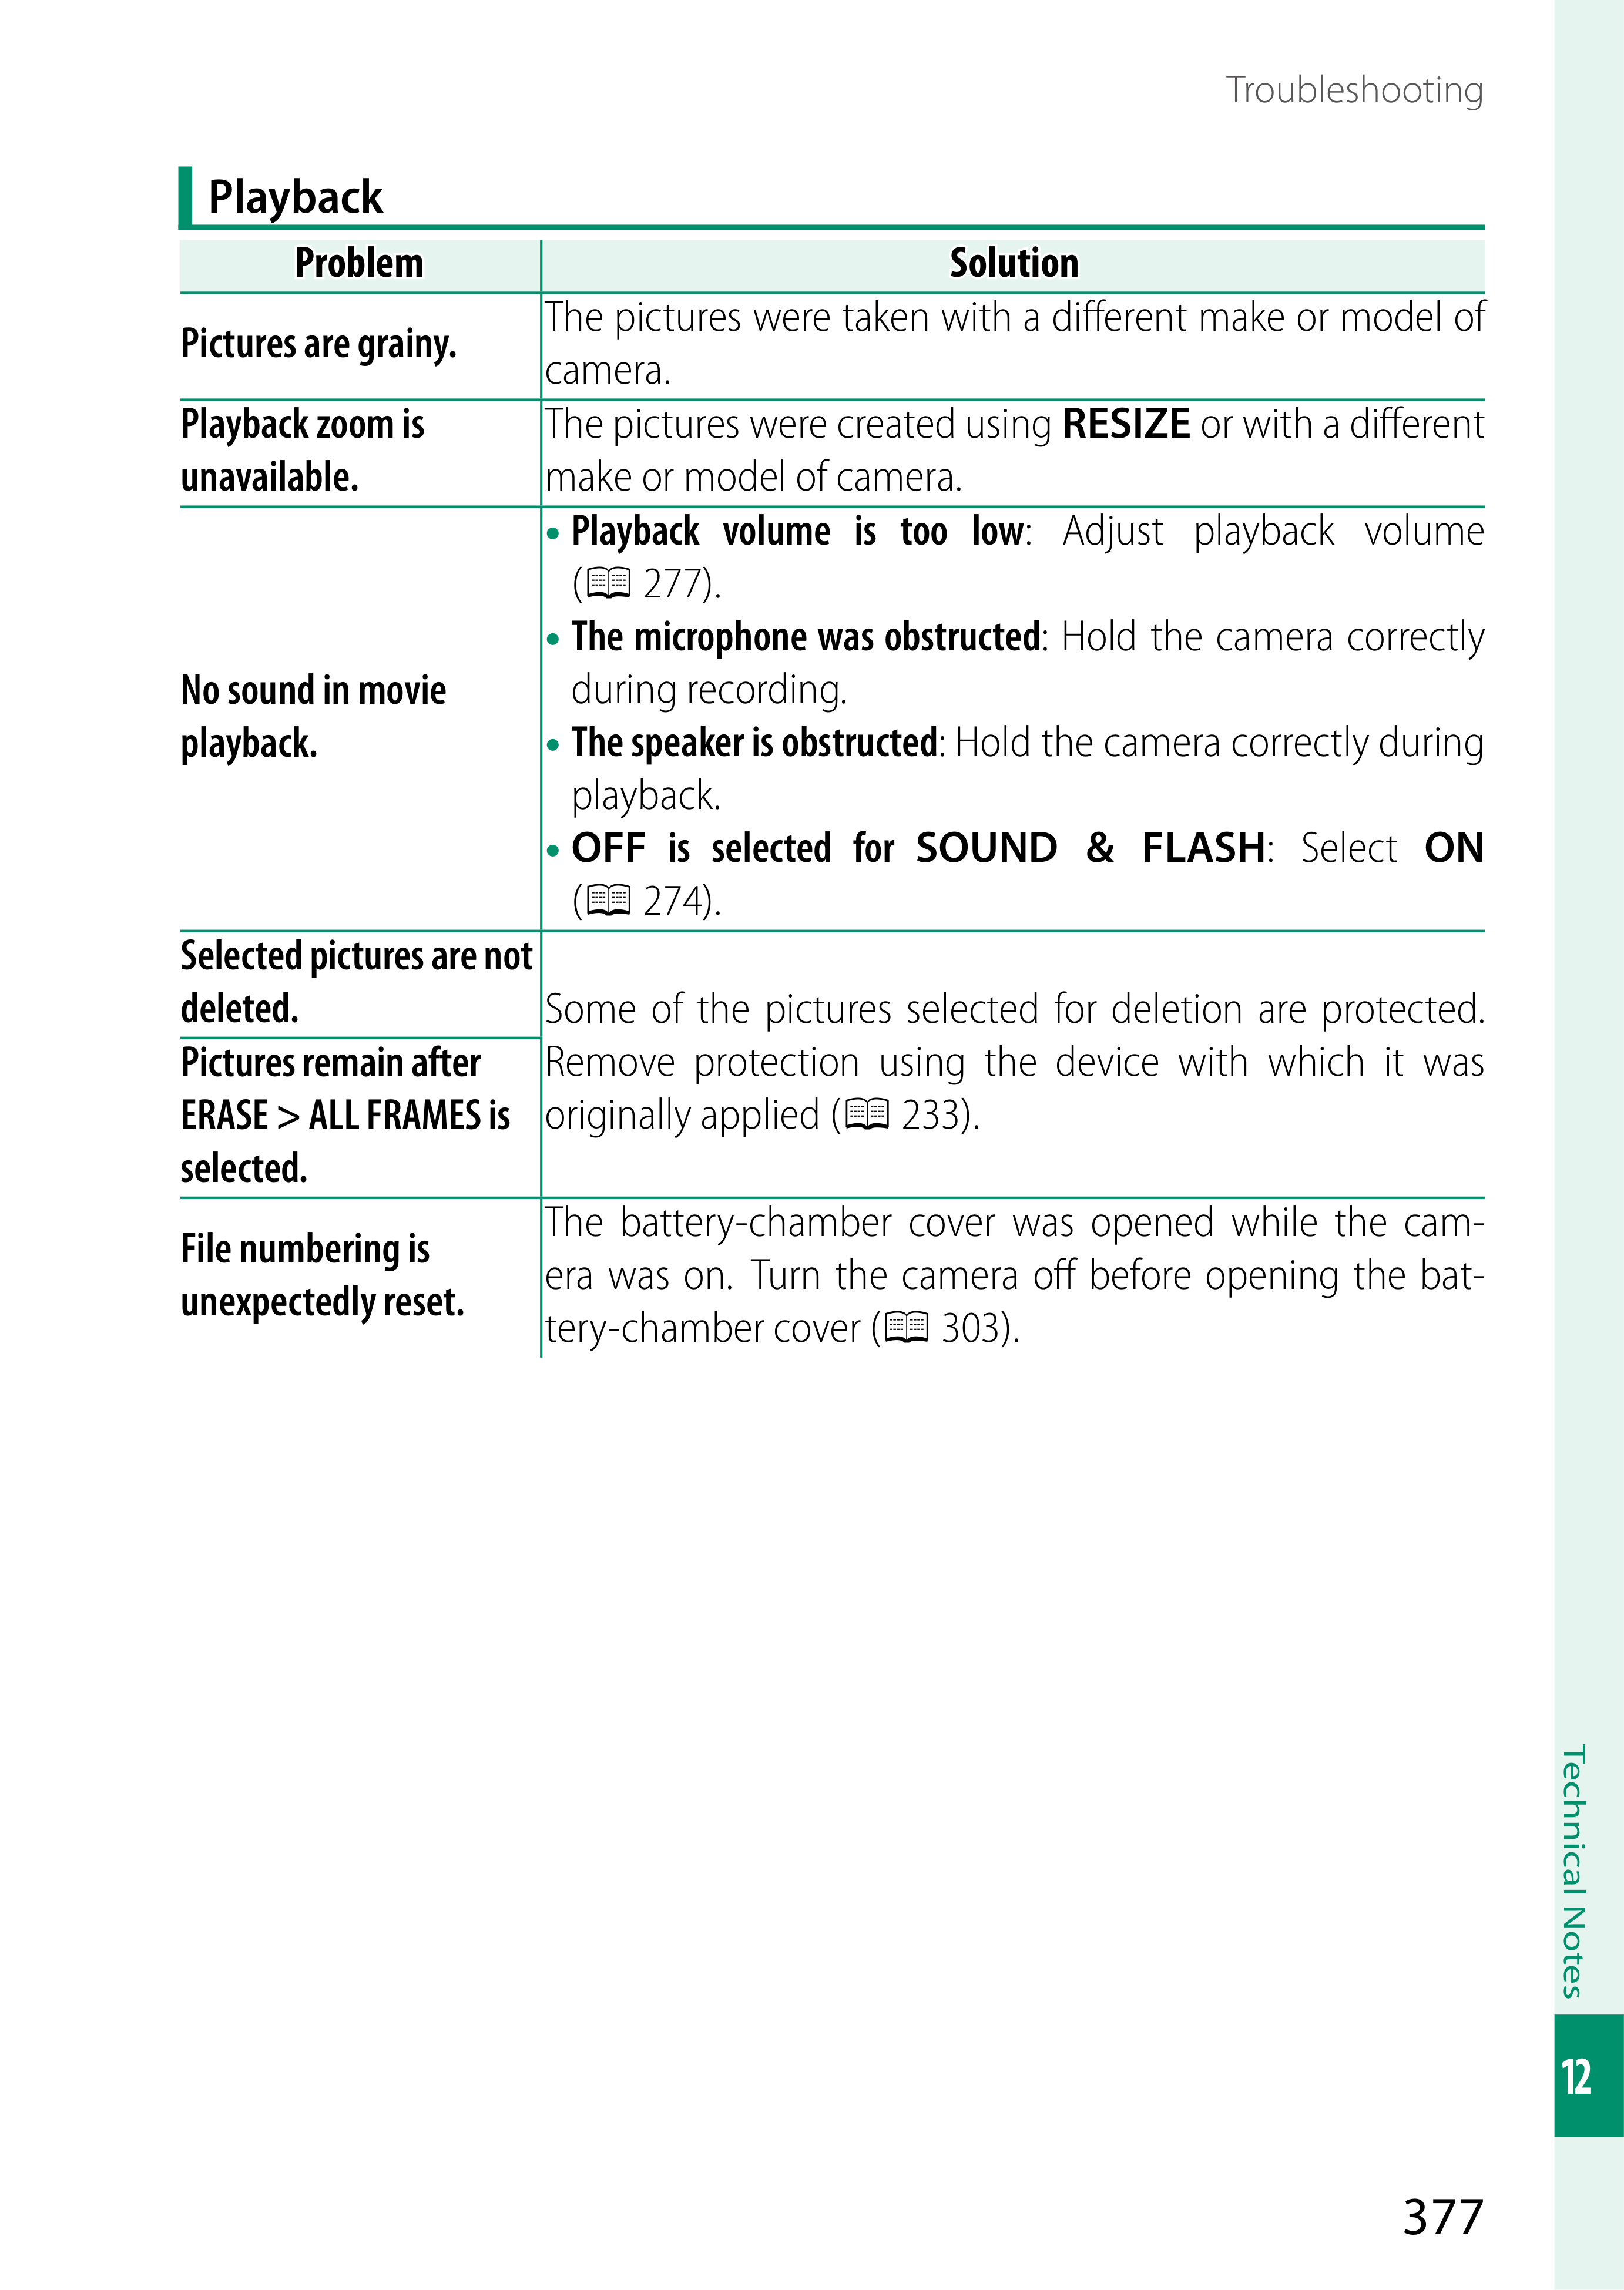 Troubleshooting
Playback
Problem
Solution
Pictures are grainy.
The pictures were taken with a different make or model of
camera.
Playback zoom is
unavailable.
The pictures were created using RESIZE or with a different
make or model of camera.
No sound in movie
playback.
• Playback volume is too low: Adjust playback volume
(📖 277).
• The microphone was obstructed: Hold the camera correctly
during recording.
• The speaker is obstructed: Hold the camera correctly during
playback.
• OFF is selected for SOUND & FLASH: Select ON
(📖 274).
Selected pictures are not
deleted.
Pictures remain after
ERASE > ALL FRAMES is
selected.
Some of the pictures selected for deletion are protected.
Remove protection using the device with which it was
originally applied (📖 233).
File numbering is
unexpectedly reset.
The battery-chamber cover was opened while the cam-
era was on. Turn the camera off before opening the bat-
tery-chamber cover (📖 303).
Technical Notes
12
377